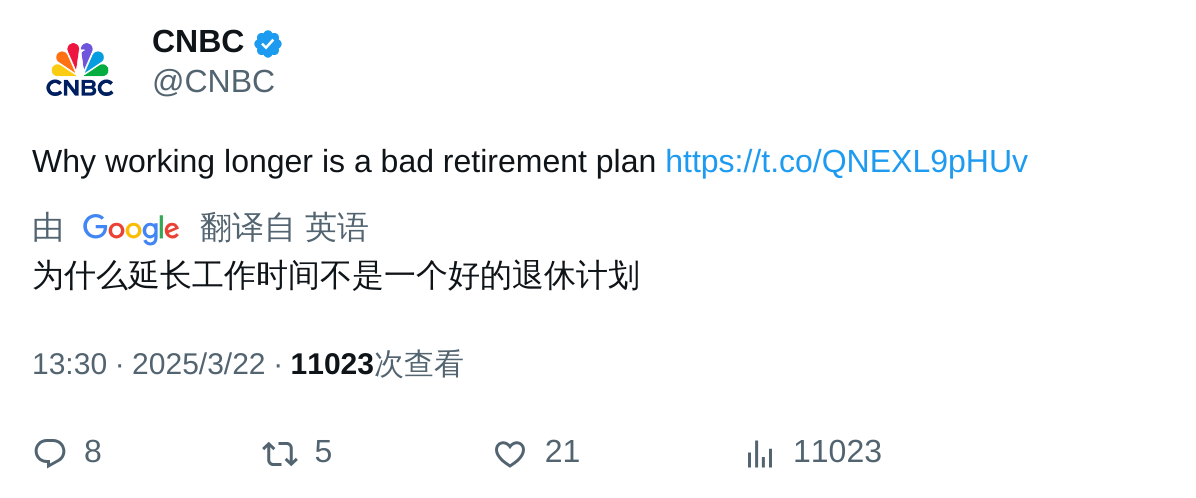 CNBC
CNBC
@CNBC
Why working longer is a bad retirement plan https://t.co/QNEXL9pHUv
由 Google 翻译自 英语
为什么延长工作时间不是一个好的退休计划
13:30 · 2025/3/22 · 11023次查看
8 5 21 11023